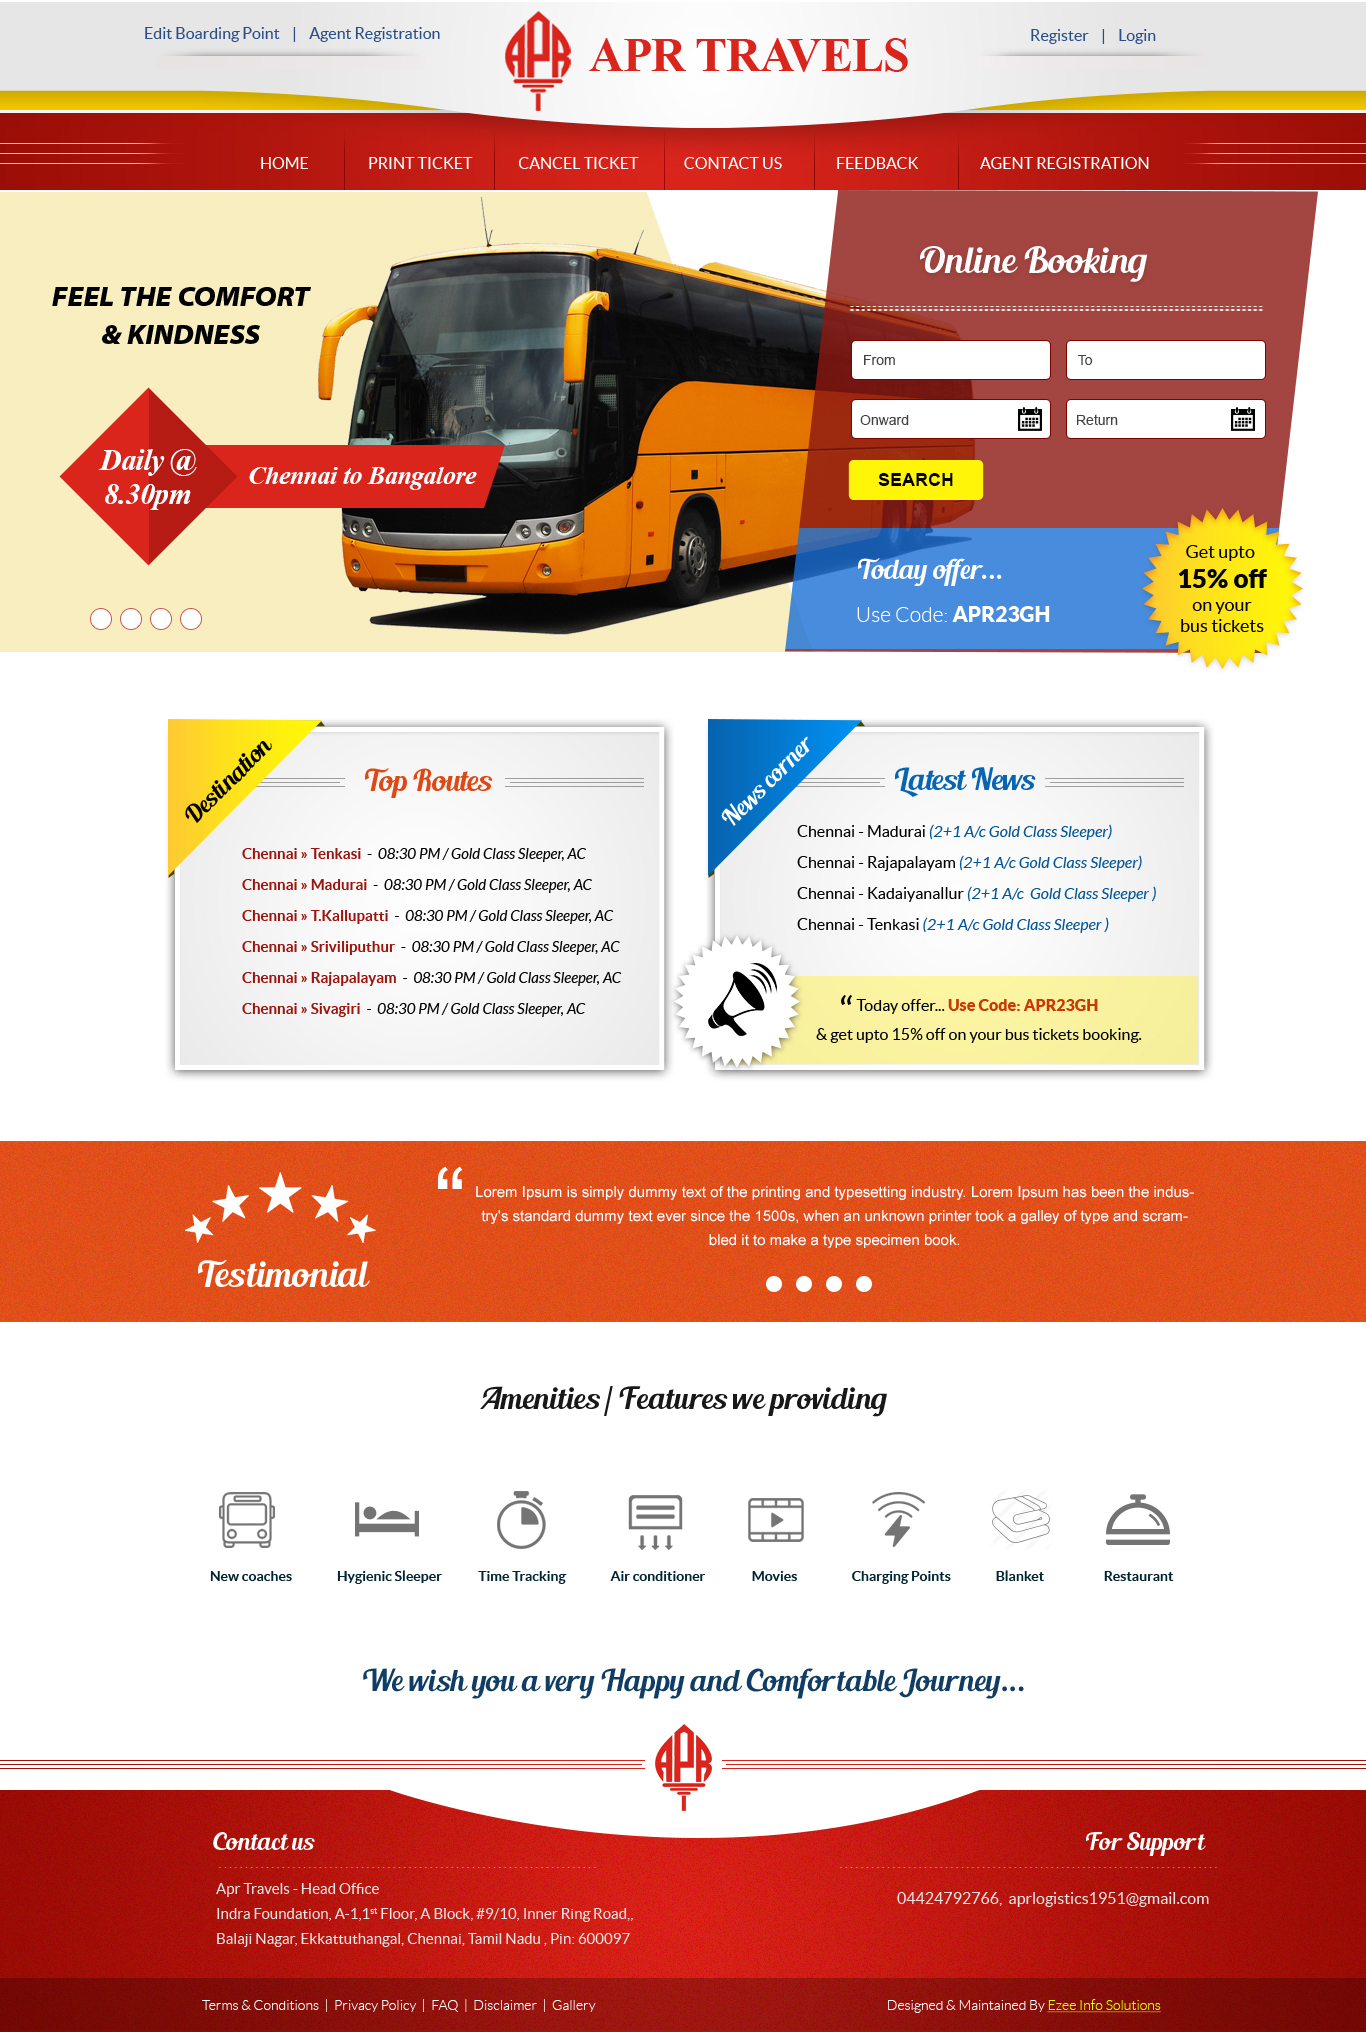 Edit Boarding Point | Agent Registration
APR
APR TRAVELS
Register | Login
HOME
PRINT TICKET
CANCEL TICKET
CONTACT US
FEEDBACK
AGENT REGISTRATION
FEEL THE COMFORT
& KINDNESS
Daily @
8.30pm
Chennai to Bangalore
Online Booking
From
To
Onward
Return
SEARCH
Today offer...
Use Code: APR23GH
Get upto
15% off
on your
bus tickets
Destination
Top Routes
Chennai » Tenkasi - 08:30 PM / Gold Class Sleeper, AC
Chennai » Madurai - 08:30 PM / Gold Class Sleeper, AC
Chennai » T.Kallupatti - 08:30 PM / Gold Class Sleeper, AC
Chennai » Sriviliputhur - 08:30 PM / Gold Class Sleeper, AC
Chennai » Rajapalayam - 08:30 PM / Gold Class Sleeper, AC
Chennai » Sivagiri - 08:30 PM / Gold Class Sleeper, AC
News corner
Latest News
Chennai - Madurai (2+1 A/c Gold Class Sleeper)
Chennai - Rajapalayam (2+1 A/c Gold Class Sleeper)
Chennai - Kadaiyanallur (2+1 A/c Gold Class Sleeper )
Chennai - Tenkasi (2+1 A/c Gold Class Sleeper )
“ Today offer... Use Code: APR23GH
& get upto 15% off on your bus tickets booking.
Testimonial
“ Lorem Ipsum is simply dummy text of the printing and typesetting industry. Lorem Ipsum has been the indus-
try's standard dummy text ever since the 1500s, when an unknown printer took a galley of type and scram-
bled it to make a type specimen book.
Amenities / Features we providing
New coaches
Hygienic Sleeper
Time Tracking
Air conditioner
Movies
Charging Points
Blanket
Restaurant
We wish you a very Happy and Comfortable Journey...
APR
Contact us
Apr Travels - Head Office
Indra Foundation, A-1,1st Floor, A Block, #9/10, Inner Ring Road,,
Balaji Nagar, Ekkattuthangal, Chennai, Tamil Nadu , Pin: 600097
For Support
04424792766, aprlogistics1951@gmail.com
Terms & Conditions | Privacy Policy | FAQ | Disclaimer | Gallery
Designed & Maintained By Ezee Info Solutions